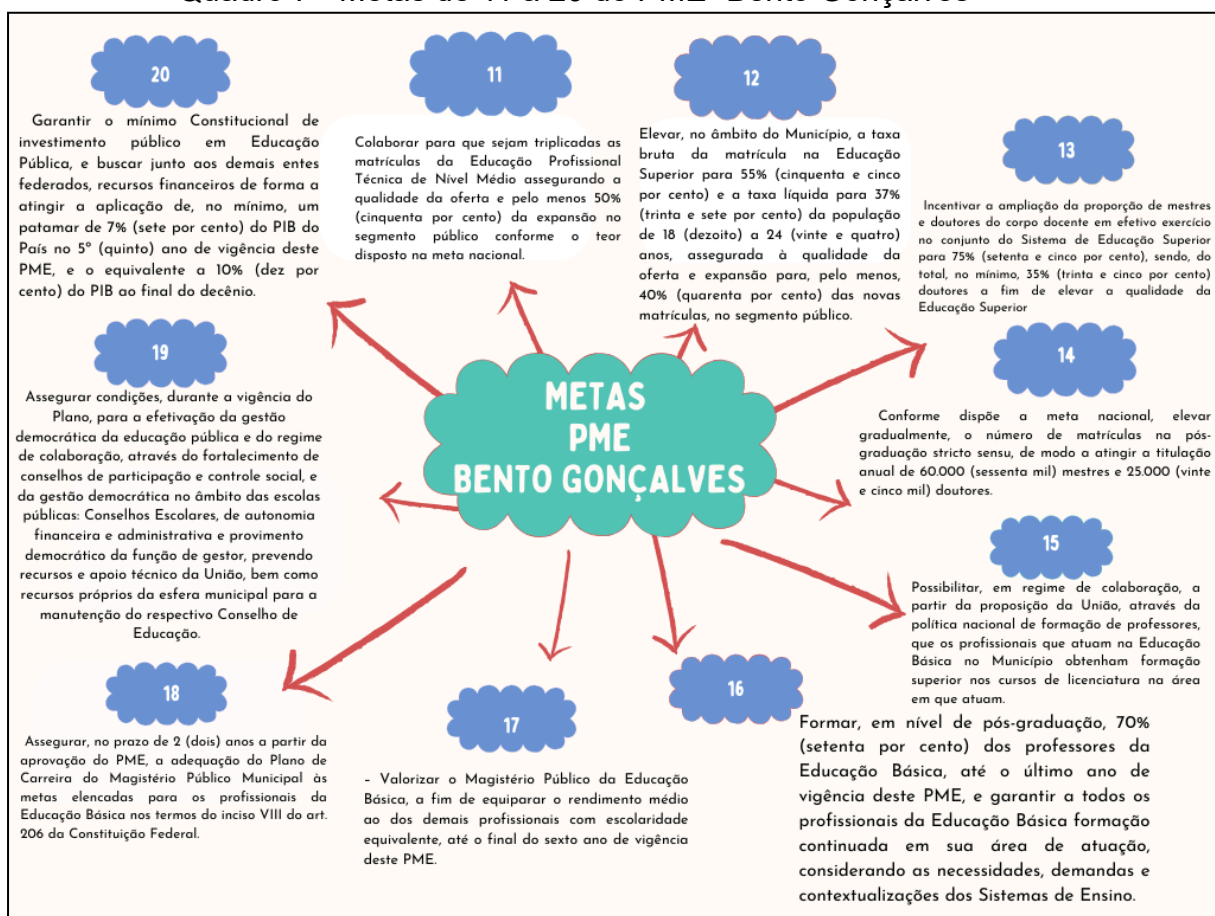 20
Garantir o mínimo Constitucional de
investimento público em Educação
Pública, e buscar junto aos demais entes
federados, recursos financeiros de forma a
atingir a aplicação de, no mínimo, um
patamar de 7% (sete por cento) do PIB do
País no 5º (quinto) ano de vigência deste
PME, e o equivalente a 10% (dez por
cento) do PIB ao final do decênio.
11
Colaborar para que sejam triplicadas as
matrículas da Educação Profissional
Técnica de Nível Médio assegurando a
qualidade da oferta e pelo menos 50%
(cinquenta por cento) da expansão no
segmento público conforme o teor
disposto na meta nacional.
12
Elevar, no âmbito do Município, a taxa
bruta da matrícula na Educação
Superior para 55% (cinquenta e cinco
por cento) e a taxa líquida para 37%
(trinta e sete por cento) da população
de 18 (dezoito) a 24 (vinte e quatro)
anos, assegurada à qualidade da
oferta e expansão para, pelo menos,
40% (quarenta por cento) das novas
matrículas, no segmento público.
13
Incentivar a ampliação da proporção de mestres
e doutores do corpo docente em efetivo exercício
no conjunto do Sistema de Educação Superior
para 75% (setenta e cinco por cento), sendo, do
total, no mínimo, 35% (trinta e cinco por cento)
doutores a fim de elevar a qualidade da
Educação Superior
METAS
PME
BENTO GONÇALVES
14
Conforme dispõe a meta nacional, elevar
gradualmente, o número de matrículas na pós-
graduação stricto sensu, de modo a atingir a titulação
anual de 60.000 (sessenta mil) mestres e 25.000 (vinte
e cinco mil) doutores.
19
Assegurar condições, durante a vigência do
Plano, para a efetivação da gestão
democrática da educação pública e do regime
de colaboração, através do fortalecimento de
conselhos de participação e controle social, e
da gestão democrática no âmbito das escolas
públicas: Conselhos Escolares, de autonomia
financeira e administrativa e provimento
democrático da função de gestor, prevendo
recursos e apoio técnico da União, bem como
recursos próprios da esfera municipal para a
manutenção do respectivo Conselho de
Educação.
15
Possibilitar, em regime de colaboração, a
partir da proposição da União, através da
política nacional de formação de professores,
que os profissionais que atuam na Educação
Básica no Município obtenham formação
superior nos cursos de licenciatura na área
em que atuam.
18
Assegurar, no prazo de 2 (dois) anos a partir da
aprovação do PME, a adequação do Plano de
Carreira do Magistério Público Municipal às
metas elencadas para os profissionais da
Educação Básica nos termos do inciso VIII do art.
206 da Constituição Federal.
17
– Valorizar o Magistério Público da Educação
Básica, a fim de equiparar o rendimento médio
ao dos demais profissionais com escolaridade
equivalente, até o final do sexto ano de vigência
deste PME.
16
Formar, em nível de pós-graduação, 70%
(setenta por cento) dos professores da
Educação Básica, até o último ano de
vigência deste PME, e garantir a todos os
profissionais da Educação Básica formação
continuada em sua área de atuação,
considerando as necessidades, demandas e
contextualizações dos Sistemas de Ensino.